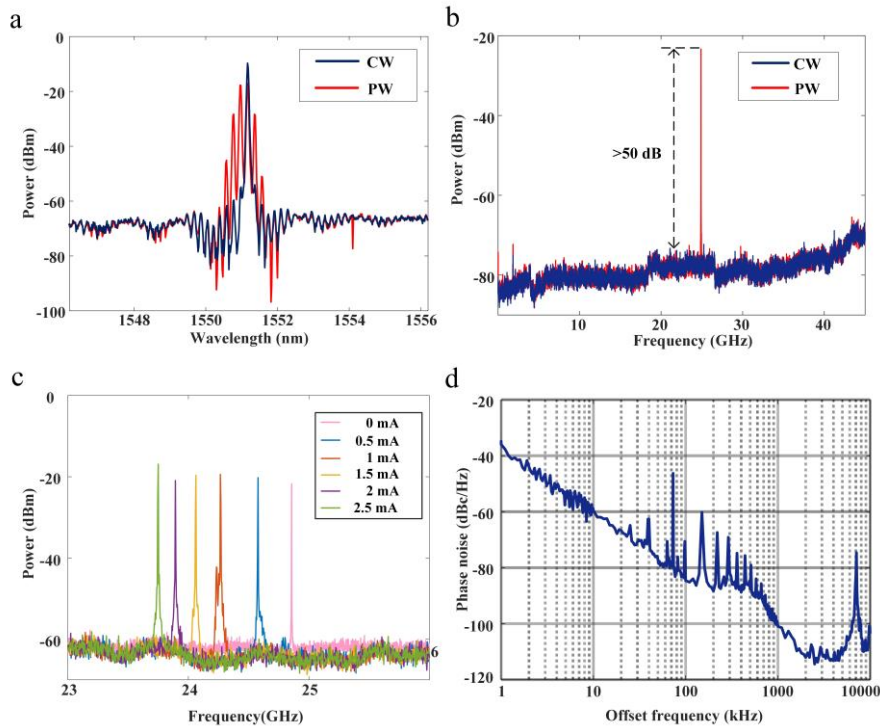 a
0
-20
-40
-60
-80
-100
Power (dBm)
CW
PW
1548
1550
1552
1554
1556
Wavelength (nm)
b
-20
-40
-60
-80
Power (dBm)
CW
PW
>50 dB
10
20
30
40
Frequency (GHz)
c
0
-20
-40
-60
Power (dBm)
0 mA
0.5 mA
1 mA
1.5 mA
2 mA
2.5 mA
6
23
24
25
Frequency(GHz)
d
-20
-40
-60
-80
-100
-120
Phase noise (dBc/Hz)
1
10
100
1000
10000
Offset frequency (kHz)